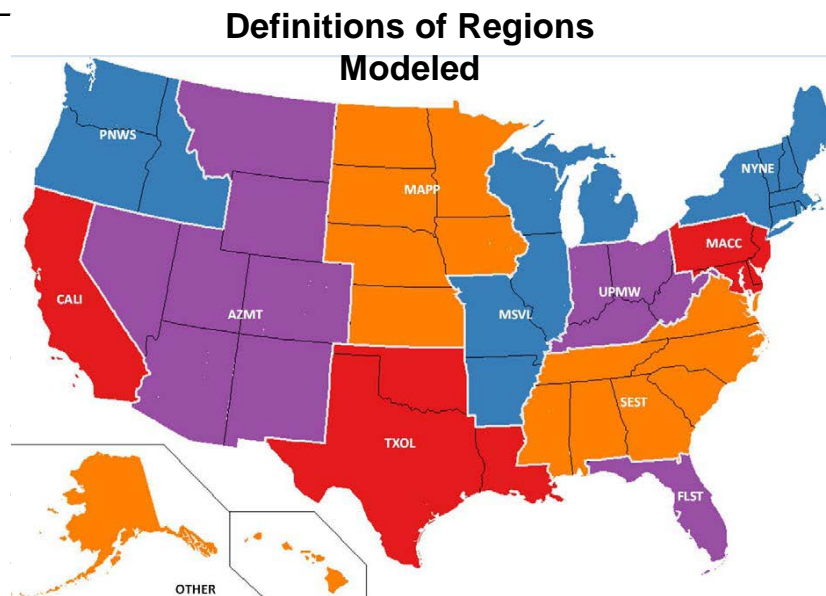 Definitions of Regions
Modeled
PNWS
MAPP
NYNE
MACC
CALI
AZMT
MSVL
UPMW
SEST
TXOL
FLST
OTHER